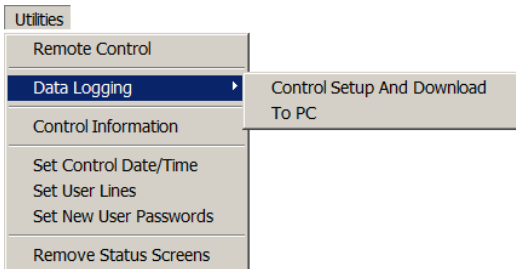 Utilities
Remote Control
Data Logging
Control Setup And Download
To PC
Control Information
Set Control Date/Time
Set User Lines
Set New User Passwords
Remove Status Screens